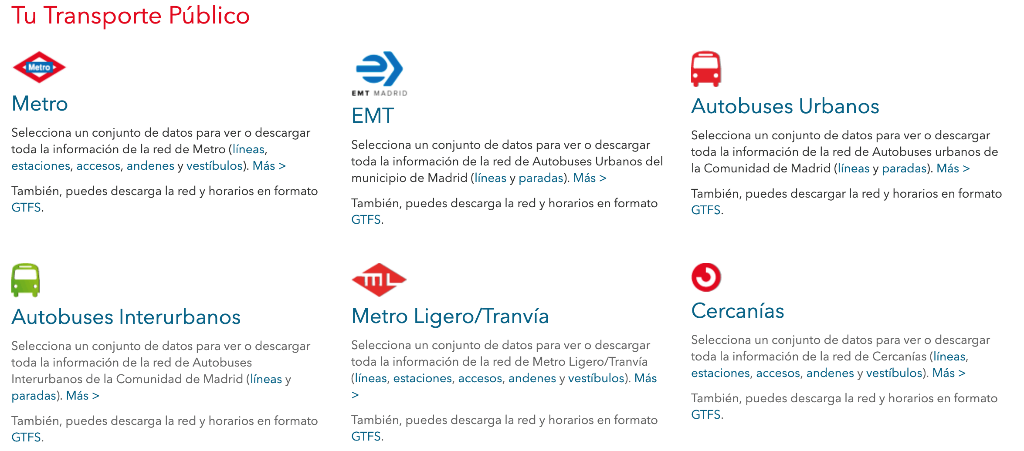 Tu Transporte Público
Metro
Metro
Selecciona un conjunto de datos para ver o descargar
toda la información de la red de Metro (líneas,
estaciones, accesos, andenes y vestíbulos). Más >
También, puedes descarga la red y horarios en formato
GTFS.
EMT MADRID
EMT
Selecciona un conjunto de datos para ver o descargar
toda la información de la red de Autobuses Urbanos del
municipio de Madrid (líneas y paradas). Más >
También, puedes descarga la red y horarios en formato
GTFS.
Autobuses Urbanos
Selecciona un conjunto de datos para ver o descargar
toda la información de la red de Autobuses urbanos de
la Comunidad de Madrid (líneas y paradas). Más >
También, puedes descargar la red y horarios en formato
GTFS.
Autobuses Interurbanos
Selecciona un conjunto de datos para ver o descargar
toda la información de la red de Autobuses
Interurbanos de la Comunidad de Madrid (líneas y
paradas). Más >
También, puedes descarga la red y horarios en formato
GTFS.
ML
Metro Ligero/Tranvía
Selecciona un conjunto de datos para ver o descargar
toda la información de la red de Metro Ligero/Tranvía
(líneas, estaciones, accesos, andenes y vestíbulos). Más
>
También, puedes descarga la red y horarios en formato
GTFS.
Cercanías
Selecciona un conjunto de datos para ver o descargar
toda la información de la red de Cercanías (líneas,
estaciones, accesos, andenes y vestíbulos). Más >
También, puedes descarga la red y horarios en formato
GTFS.